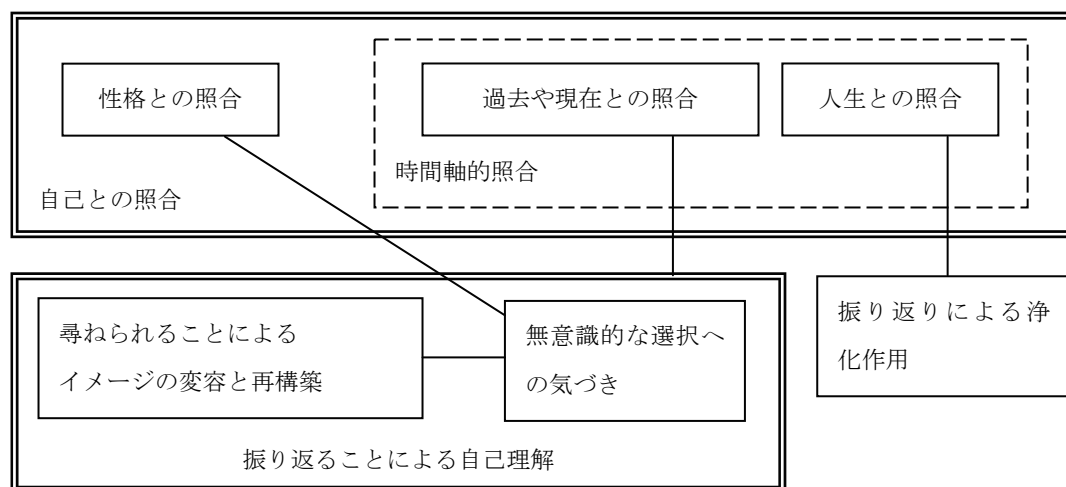 性格との照合
過去や現在との照合
人生との照合
時間軸的照合
自己との照合
尋ねられることによる
イメージの変容と再構築
無意識的な選択へ
の気づき
振り返りによる浄
化作用
振り返ることによる自己理解